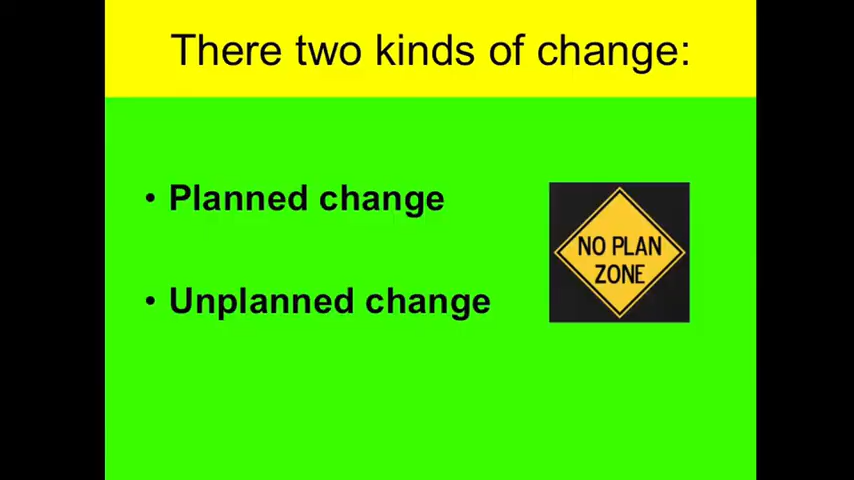 There two kinds of change:
• Planned change
NO PLAN
ZONE
• Unplanned change